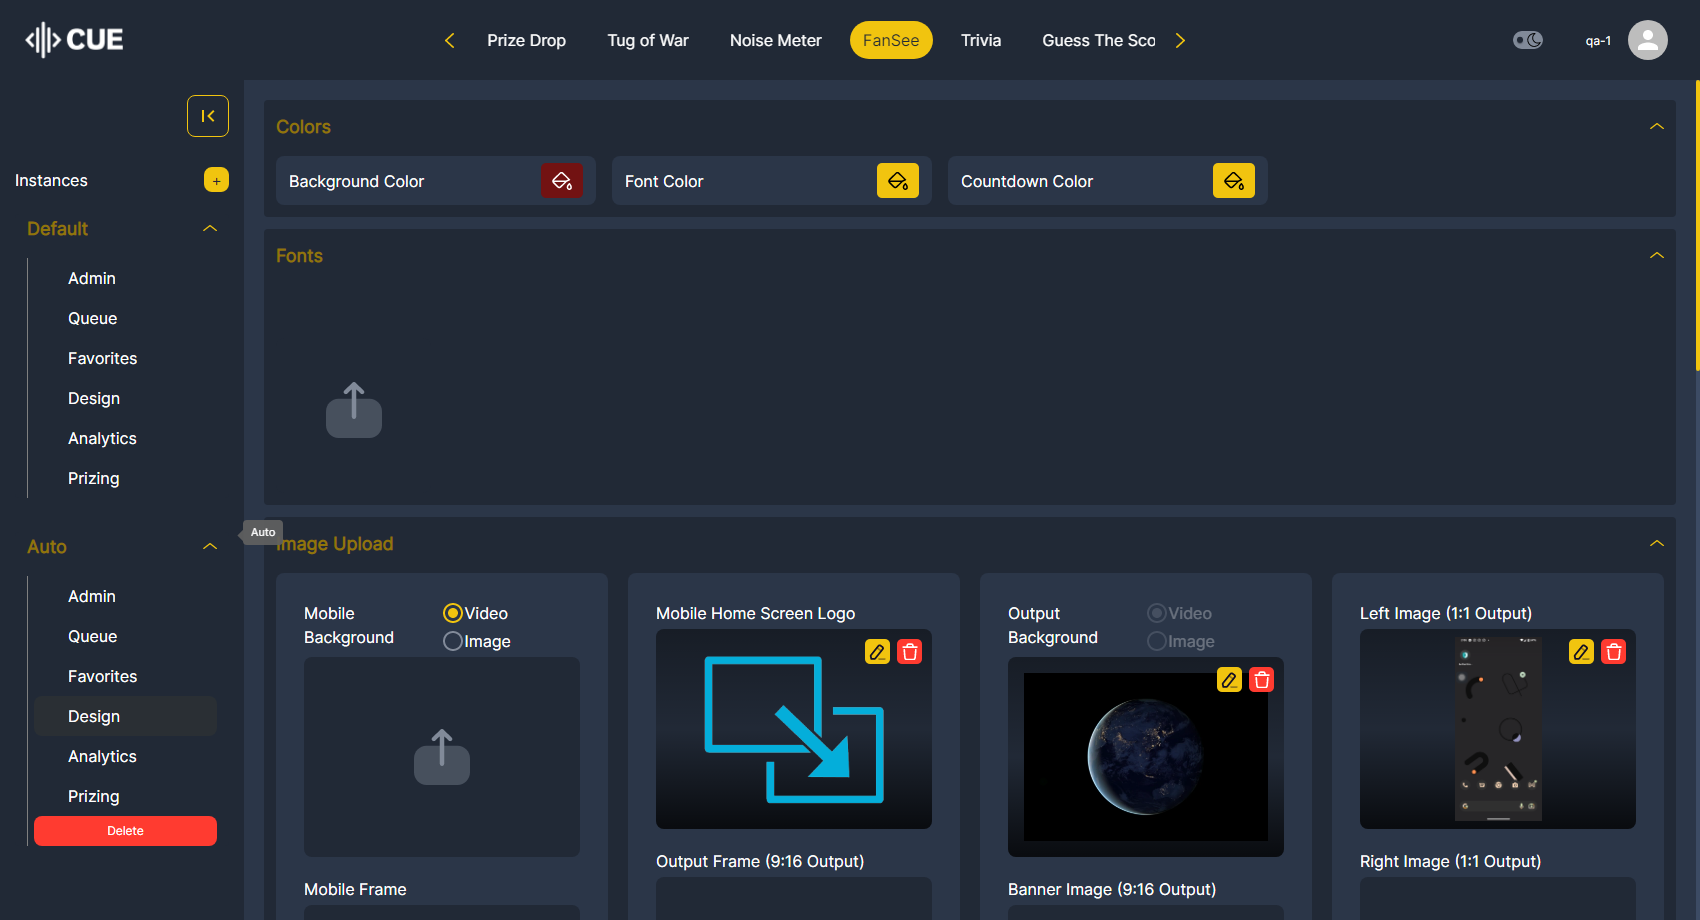 CUE
Prize Drop
Tug of War
Noise Meter
FanSee
Trivia
Guess The Sco
qa-1
Instances
+
Default
Admin
Queue
Favorites
Design
Analytics
Prizing
Auto
Admin
Queue
Favorites
Design
Analytics
Prizing
Delete
Auto
Colors
Background Color
Font Color
Countdown Color
Fonts
Image Upload
Mobile
Background
Video
Image
Mobile Frame
Mobile Home Screen Logo
Output Frame (9:16 Output)
Output
Background
Video
Image
Banner Image (9:16 Output)
Left Image (1:1 Output)
Right Image (1:1 Output)